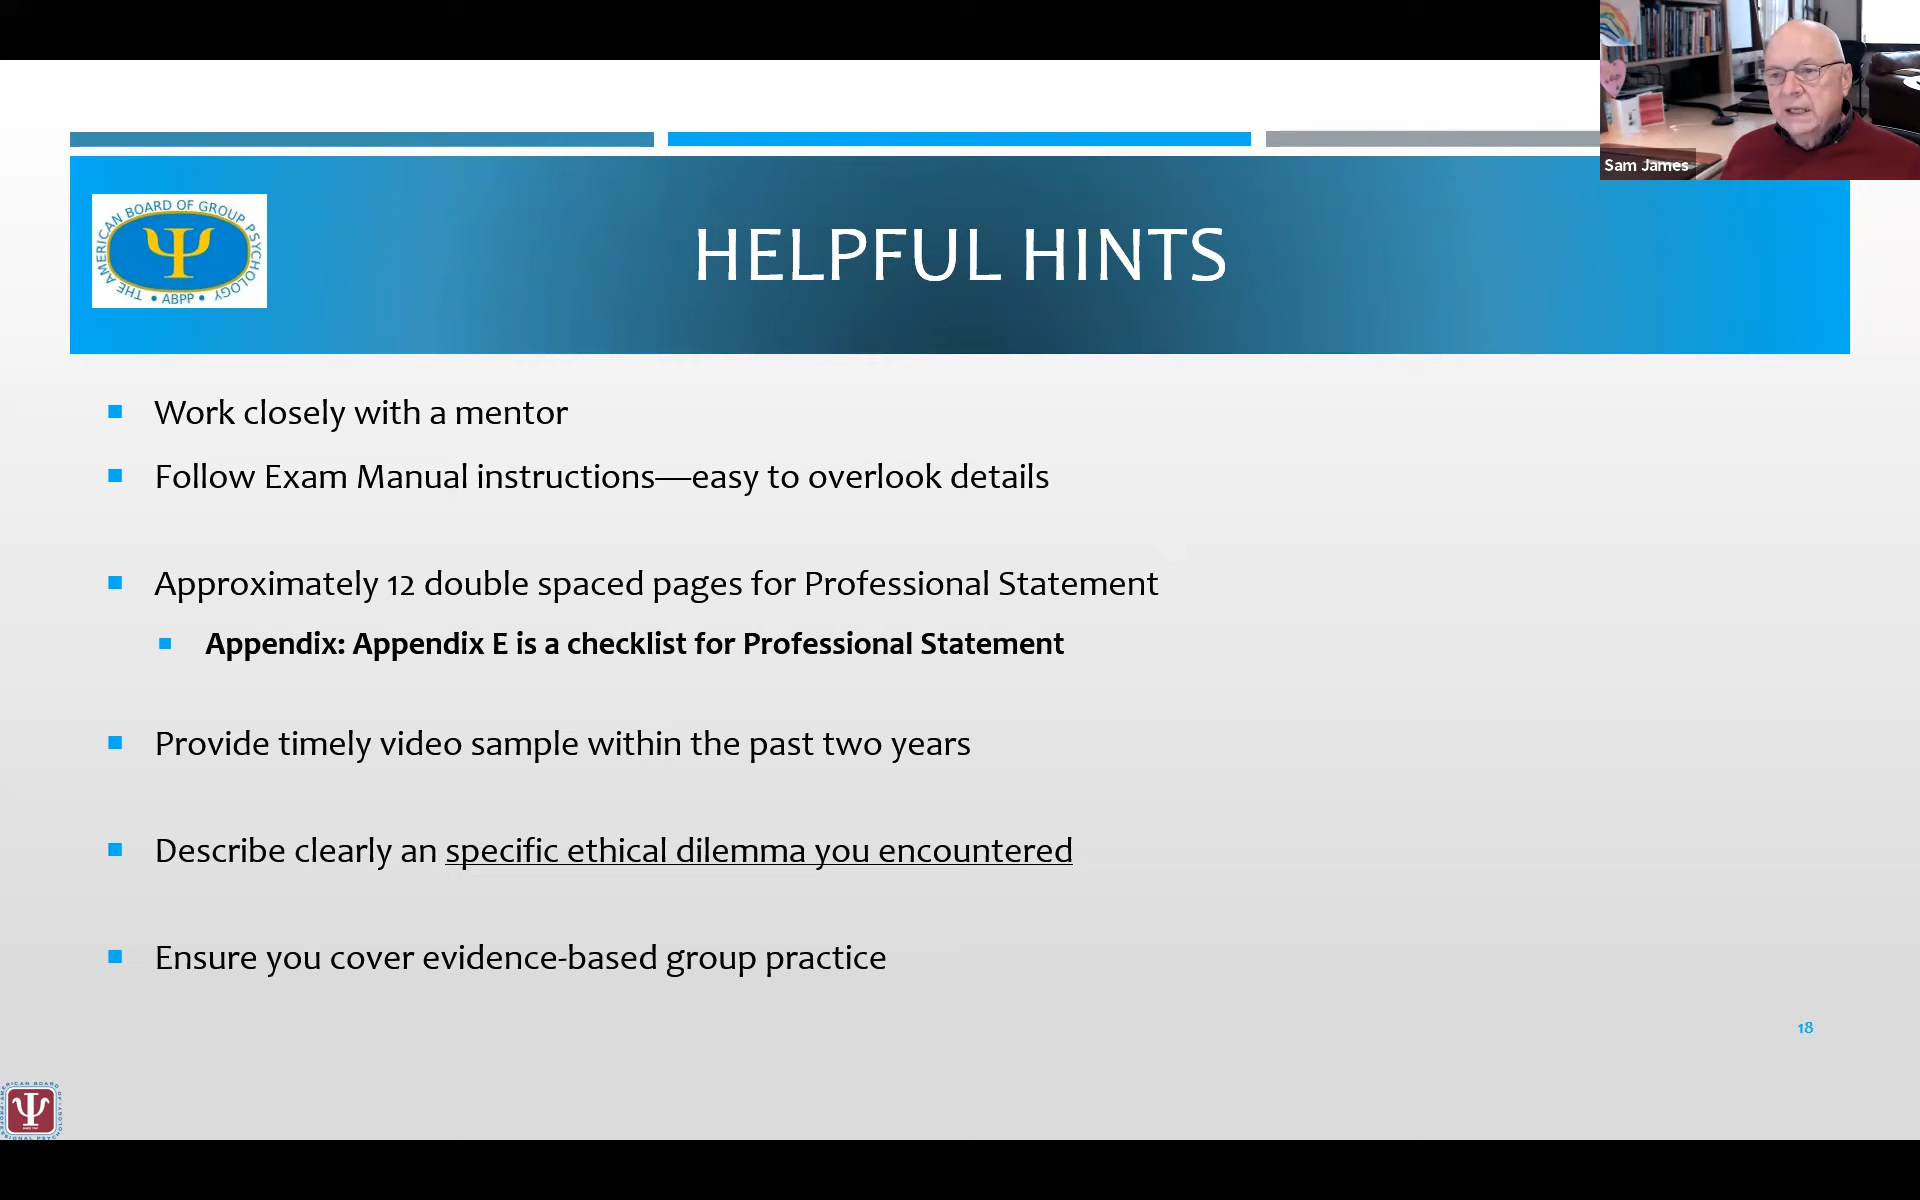 Sam James
THE AMERICAN BOARD OF GROUP PSYCHOLOGY
• ABPP •
HELPFUL HINTS
Work closely with a mentor
Follow Exam Manual instructions—easy to overlook details
Approximately 12 double spaced pages for Professional Statement
Appendix: Appendix E is a checklist for Professional Statement
Provide timely video sample within the past two years
Describe clearly an specific ethical dilemma you encountered
Ensure you cover evidence-based group practice
18